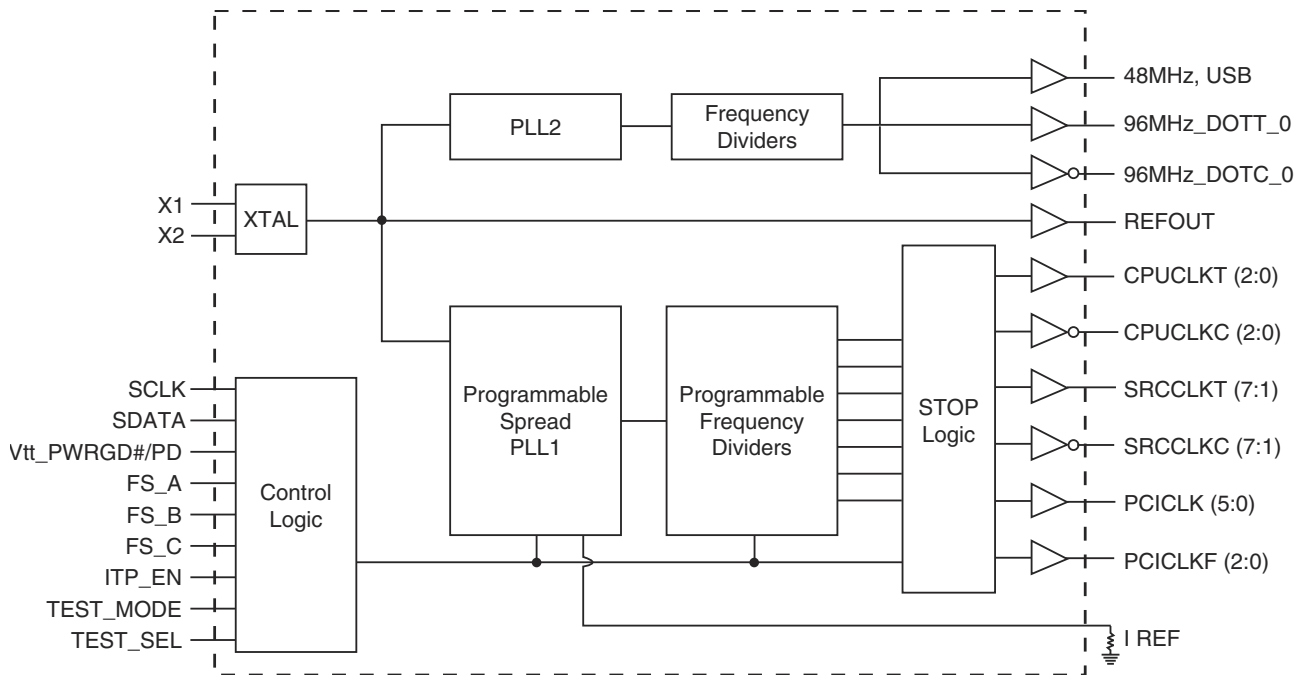 48MHz, USB
PLL2
Frequency
Dividers
96MHz_DOTT_0
96MHz_DOTC_0
X1
X2
XTAL
REFOUT
CPUCLKT (2:0)
CPUCLKC (2:0)
SRCCLKT (7:1)
SRCCLKC (7:1)
PCICLK (5:0)
PCICLKF (2:0)
I REF
Programmable
Spread
PLL1
Programmable
Frequency
Dividers
STOP
Logic
SCLK
SDATA
Vtt_PWRGD#/PD
FS_A
FS_B
FS_C
ITP_EN
TEST_MODE
TEST_SEL
Control
Logic